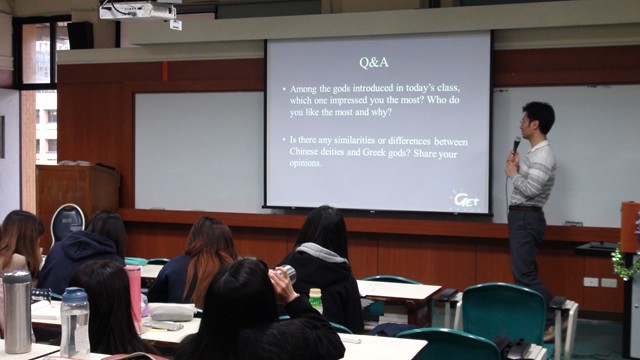 Q&A
• Among the gods introduced in today's class,
which one impressed you the most? Who do
you like the most and why?
• Is there any similarities or differences between
Chinese deities and Greek gods? Share your
opinions.